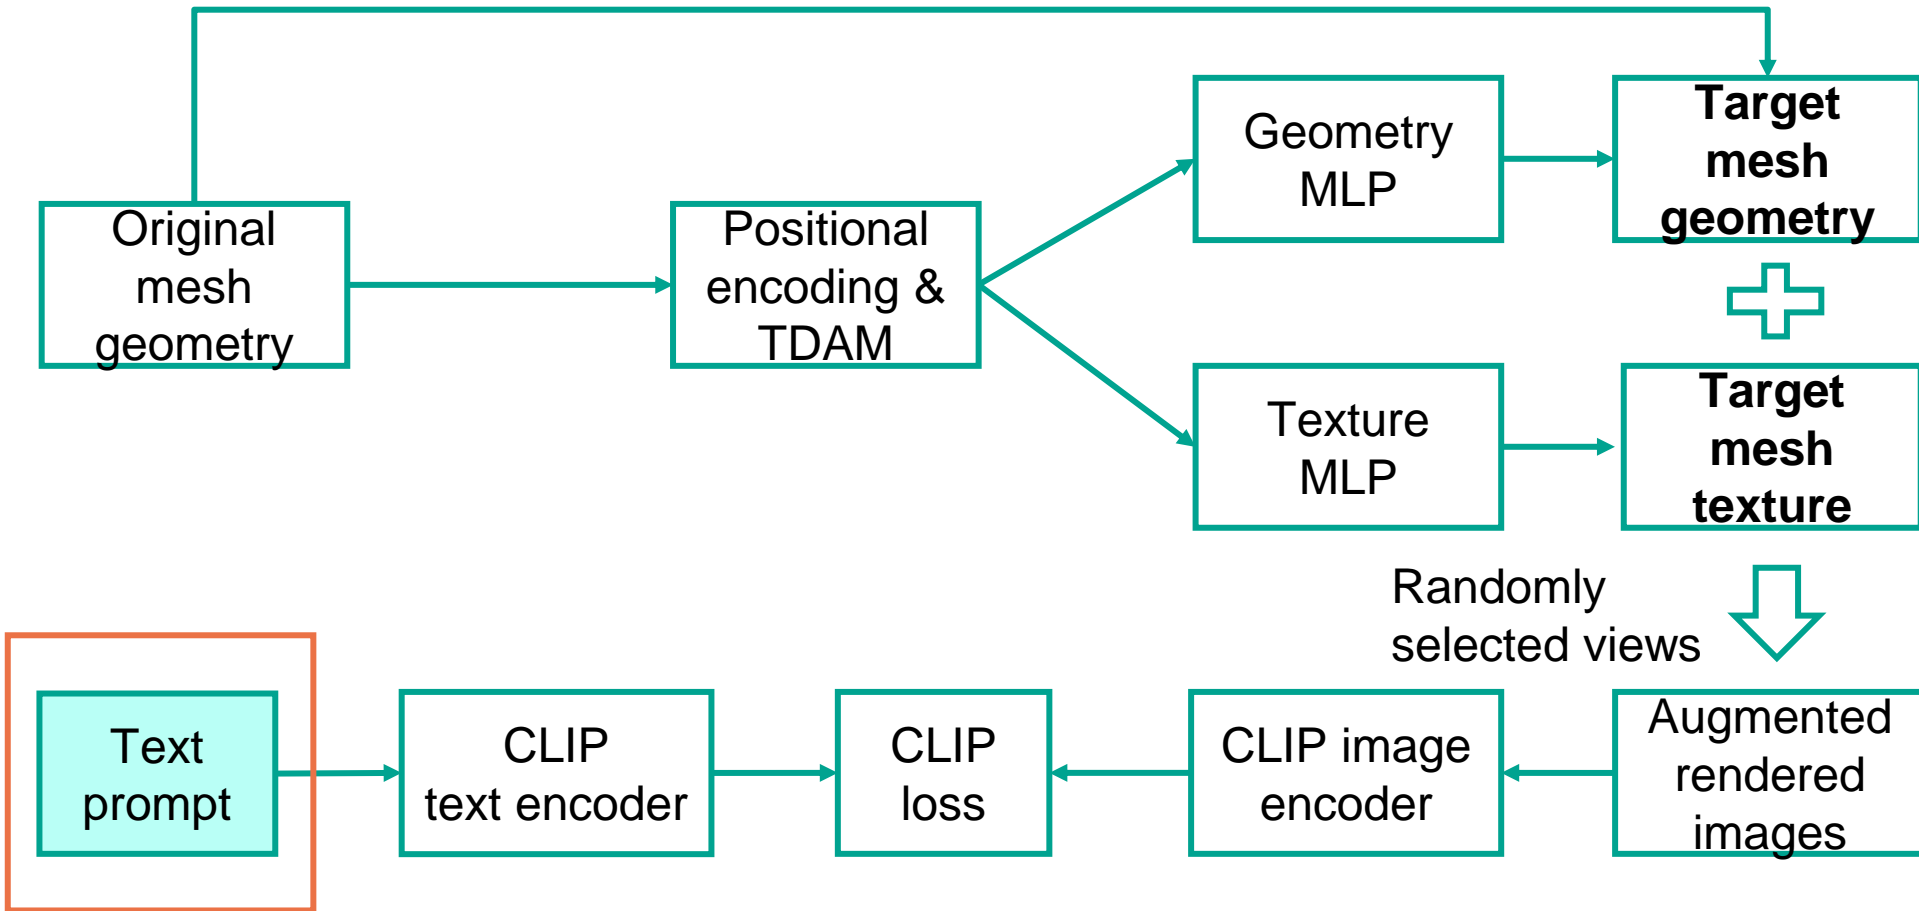 Original
mesh
geometry
Positional
encoding &
TDAM
Geometry
MLP
Target
mesh
geometry
Texture
MLP
Target
mesh
texture
Randomly
selected views
Text
prompt
CLIP
text encoder
CLIP
loss
CLIP image
encoder
Augmented
rendered
images